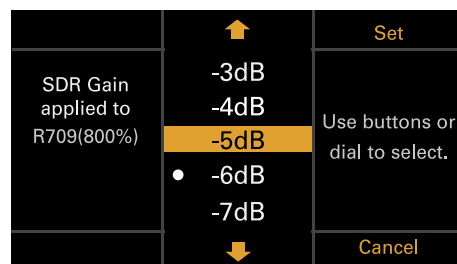 SDR Gain
applied to
R709(800%)
-3dB
-4dB
-5dB
-6dB
-7dB
Set
Use buttons or
dial to select.
Cancel